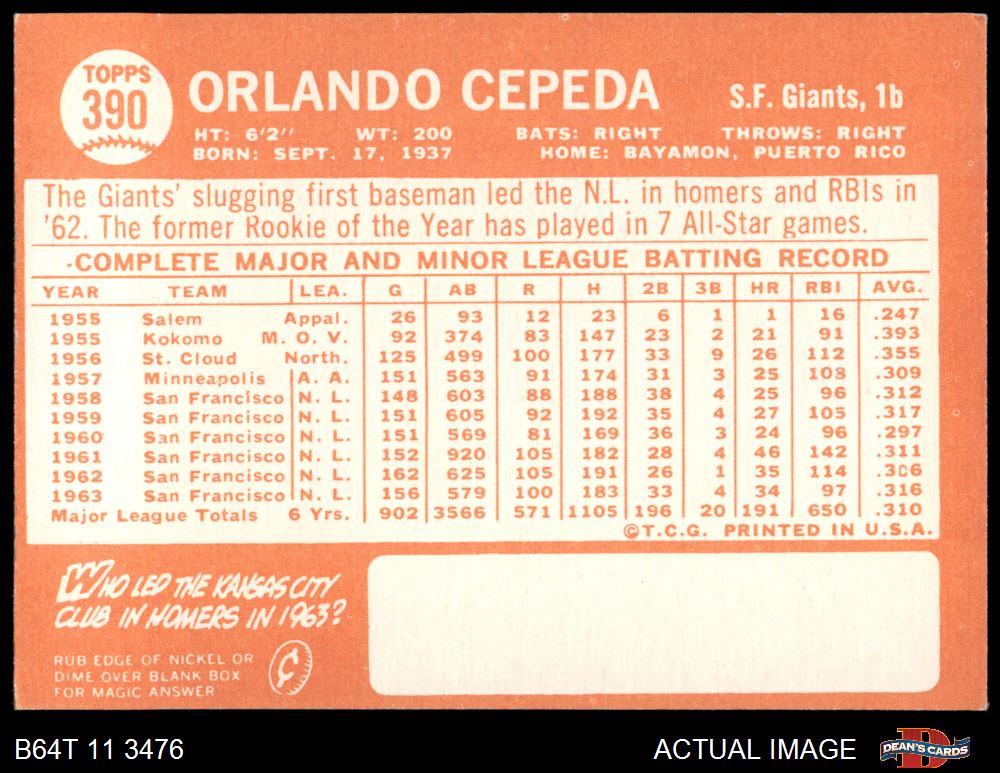 TOPPS
390
ORLANDO CEPEDA
S.F. Giants, 1b
HT: 6'2" WT: 200 BATS: RIGHT THROWS: RIGHT
BORN: SEPT. 17, 1937 HOME: BAYAMON, PUERTO RICO
The Giants' slugging first baseman led the N.L. in homers and RBIs in
'62. The former Rookie of the Year has played in 7 All-Star games.
COMPLETE MAJOR AND MINOR LEAGUE BATTING RECORD
YEAR TEAM LEA. G AB R H 2B 3B HR RBI AVG.
1955 Salem Appal. 26 93 12 23 6 1 1 16 .247
1955 Kokomo M. O. V. 92 374 83 147 23 2 21 91 .393
1956 St. Cloud North. 125 499 100 177 33 9 26 112 .355
1957 Minneapolis A. A. 151 563 91 174 31 3 25 108 .309
1958 San Francisco N. L. 148 603 88 188 38 4 25 96 .312
1959 San Francisco N. L. 151 605 92 192 35 4 27 105 .317
1960 San Francisco N. L. 151 569 81 169 36 3 24 96 .297
1961 San Francisco N. L. 152 920 105 182 28 4 46 142 .311
1962 San Francisco N. L. 162 625 105 191 26 1 35 114 .306
1963 San Francisco N. L. 156 579 100 183 33 4 34 97 .316
Major League Totals 6 Yrs. 902 3566 571 1105 196 20 191 650 .310
©T.C.G. PRINTED IN U.S.A.
WHO LED THE KANSAS CITY
CLUB IN HOMERS IN 1963?
RUB EDGE OF NICKEL OR
DIME OVER BLANK BOX
FOR MAGIC ANSWER
¢
B64T 11 3476
ACTUAL IMAGE
DEAN'S CARDS